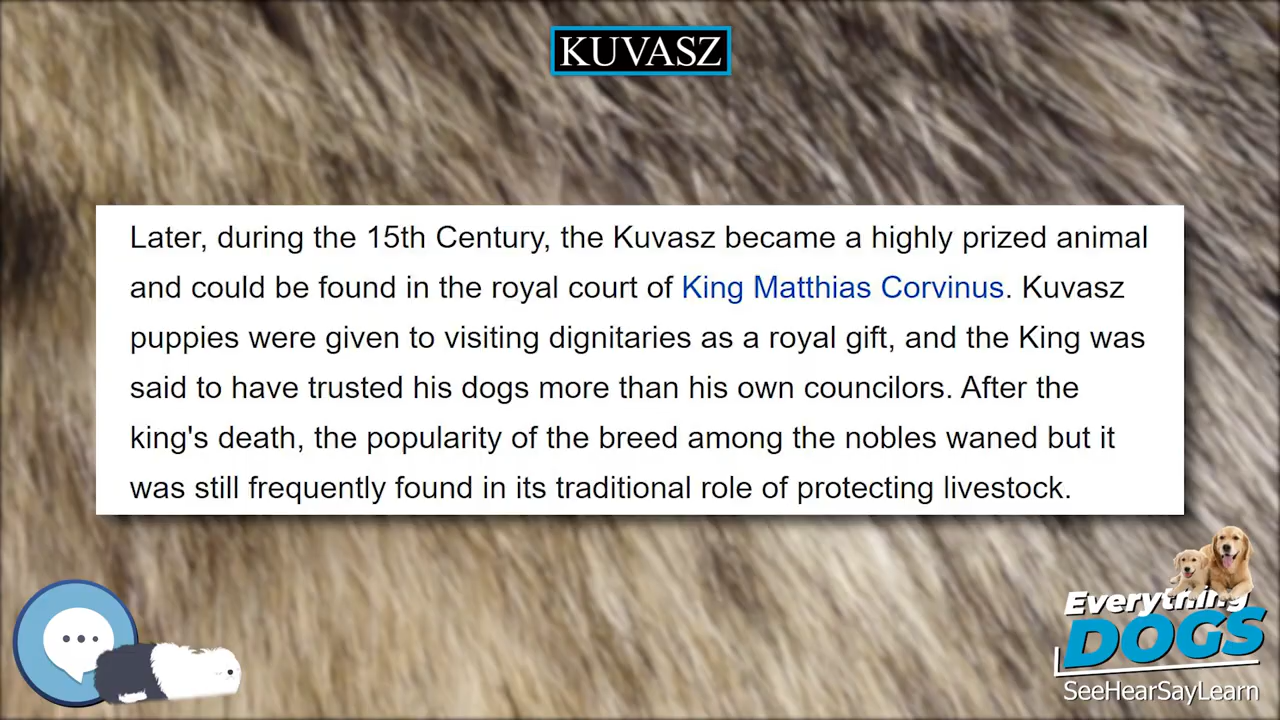 KUVASZ
Later, during the 15th Century, the Kuvasz became a highly prized animal
and could be found in the royal court of King Matthias Corvinus. Kuvasz
puppies were given to visiting dignitaries as a royal gift, and the King was
said to have trusted his dogs more than his own councilors. After the
king's death, the popularity of the breed among the nobles waned but it
was still frequently found in its traditional role of protecting livestock.
Everything
DOGS
SeeHearSayLearn